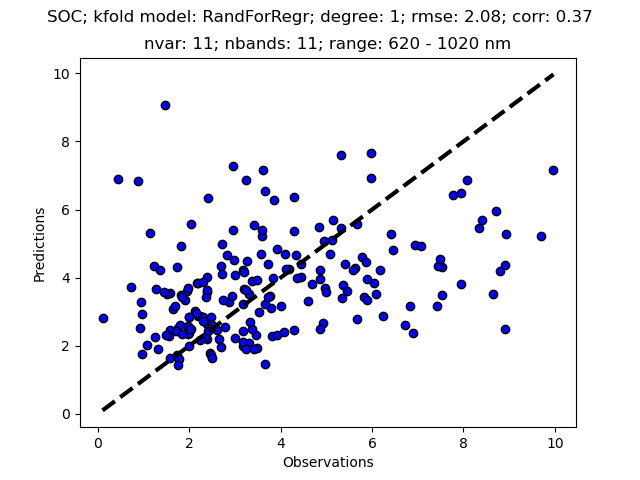 SOC; kfold model: RandForRegr; degree: 1; rmse: 2.08; corr: 0.37
nvar: 11; nbands: 11; range: 620 - 1020 nm
10
8
6
4
2
0
Predictions
0 2 4 6 8 10
Observations